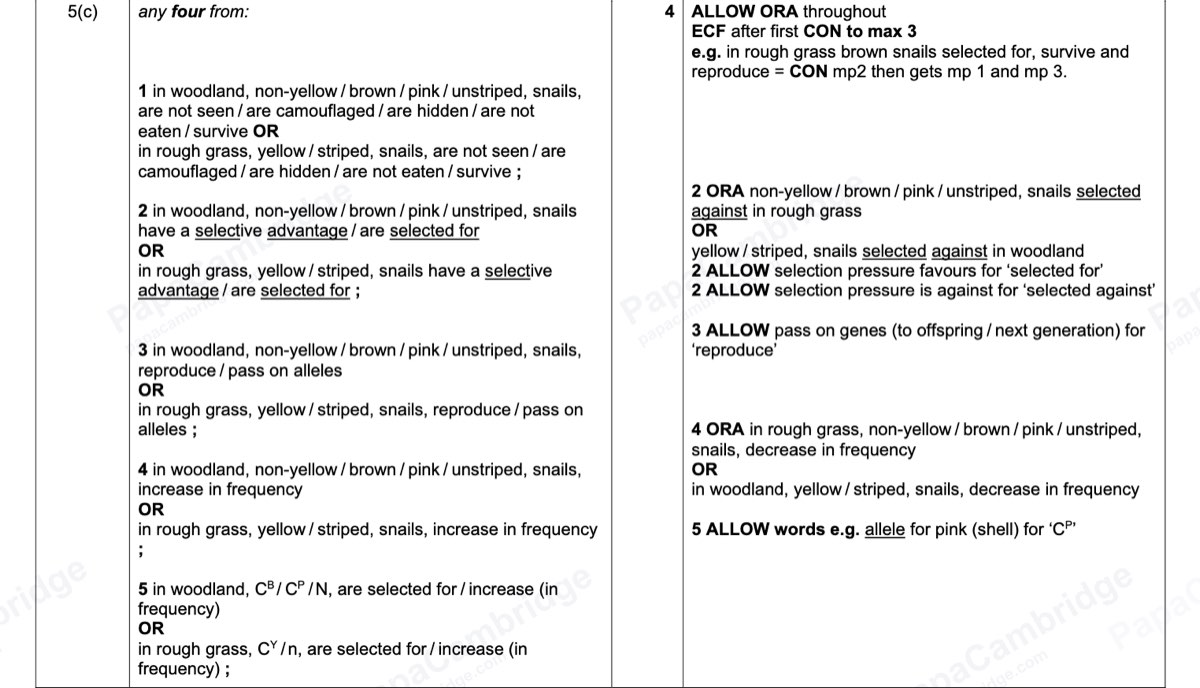 5(c)
any four from:
4
ALLOW ORA throughout
ECF after first CON to max 3
e.g. in rough grass brown snails selected for, survive and
reproduce = CON mp2 then gets mp 1 and mp 3.
1 in woodland, non-yellow / brown / pink / unstriped, snails,
are not seen / are camouflaged / are hidden / are not
eaten / survive OR
in rough grass, yellow / striped, snails, are not seen / are
camouflaged / are hidden / are not eaten / survive ;
2 in woodland, non-yellow / brown / pink / unstriped, snails
have a selective advantage / are selected for
OR
in rough grass, yellow / striped, snails have a selective
advantage / are selected for ;
2 ORA non-yellow / brown / pink / unstriped, snails selected
against in rough grass
OR
yellow / striped, snails selected against in woodland
2 ALLOW selection pressure favours for ‘selected for’
2 ALLOW selection pressure is against for ‘selected against’
3 in woodland, non-yellow / brown / pink / unstriped, snails,
reproduce / pass on alleles
OR
in rough grass, yellow / striped, snails, reproduce / pass on
alleles ;
3 ALLOW pass on genes (to offspring / next generation) for
‘reproduce’
4 in woodland, non-yellow / brown / pink / unstriped, snails,
increase in frequency
OR
in rough grass, yellow / striped, snails, increase in frequency
;
4 ORA in rough grass, non-yellow / brown / pink / unstriped,
snails, decrease in frequency
OR
in woodland, yellow / striped, snails, decrease in frequency
5 in woodland, Cᴮ / Cᴾ / N, are selected for / increase (in
frequency)
OR
in rough grass, Cʸ / n, are selected for / increase (in
frequency) ;
5 ALLOW words e.g. allele for pink (shell) for ‘Cᴾ’
PapaCambridge